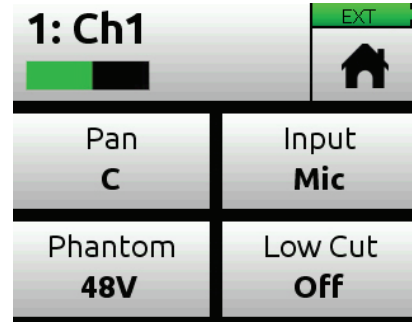 1: Ch1
EXT
Pan
C
Input
Mic
Phantom
48V
Low Cut
Off